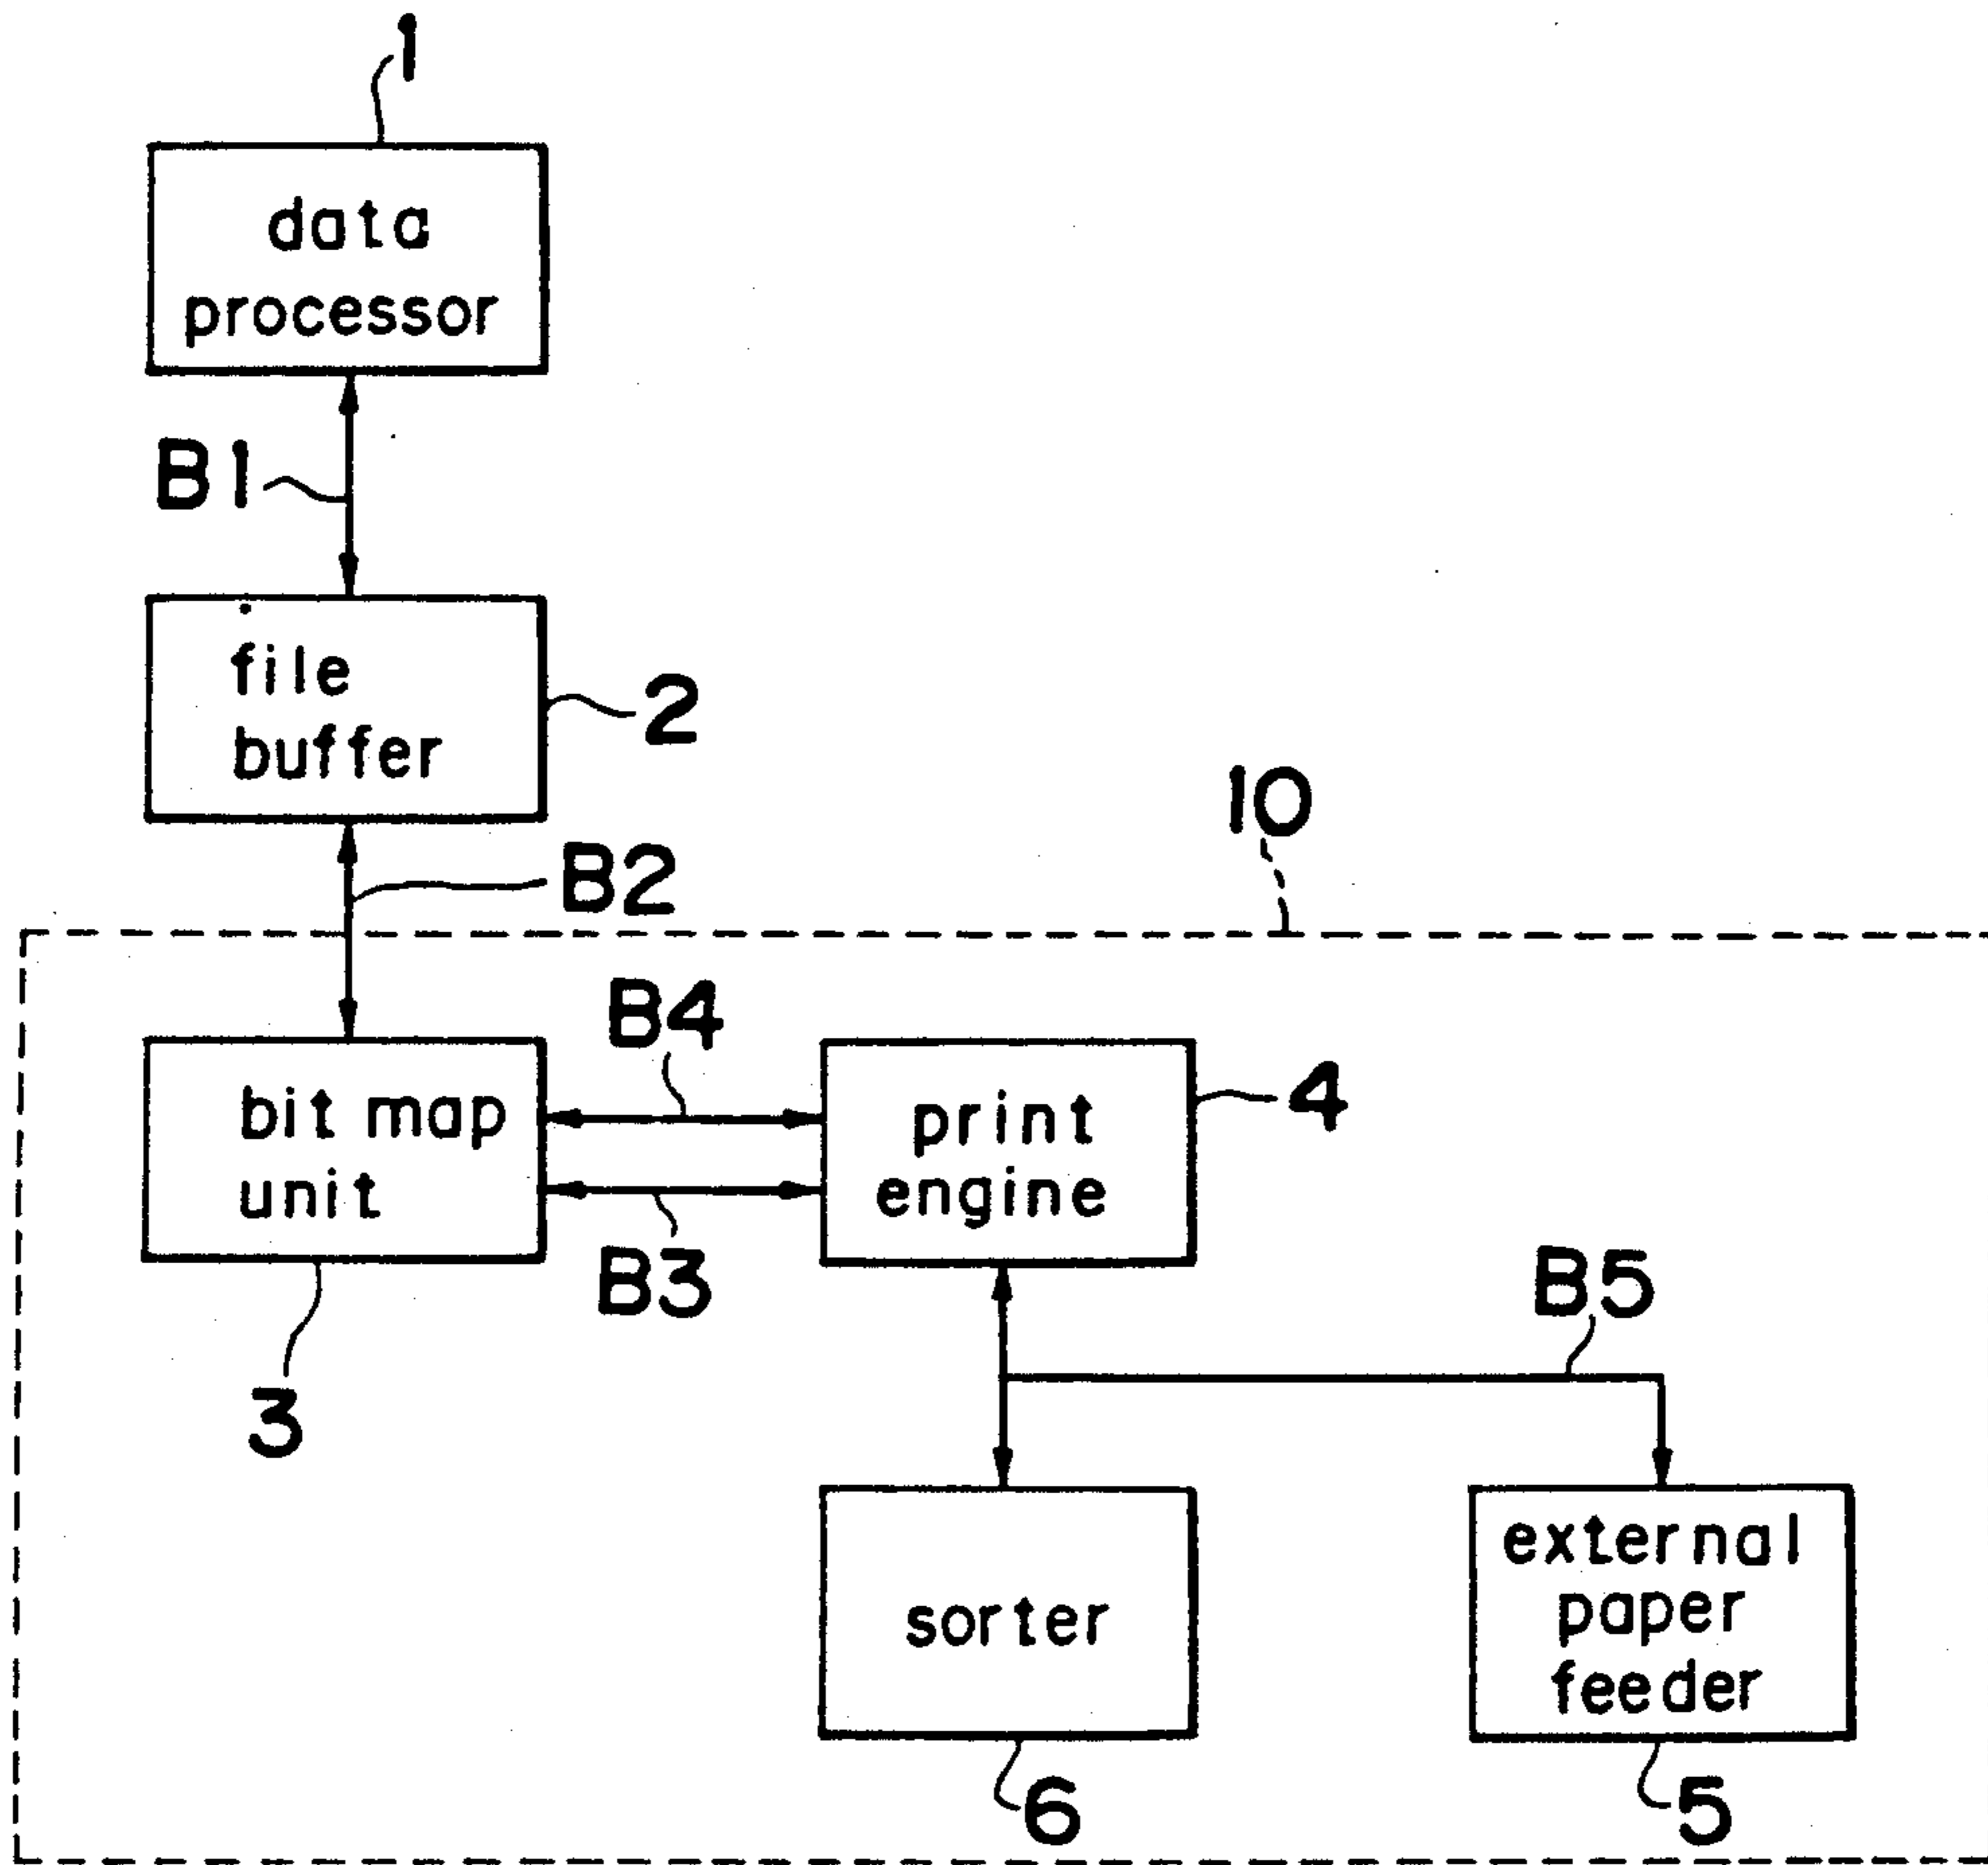 1
data
processor
B1
file
buffer
2
10
B2
B4
bit map
unit
print
engine
4
B3
B5
3
sorter
external
paper
feeder
6
5